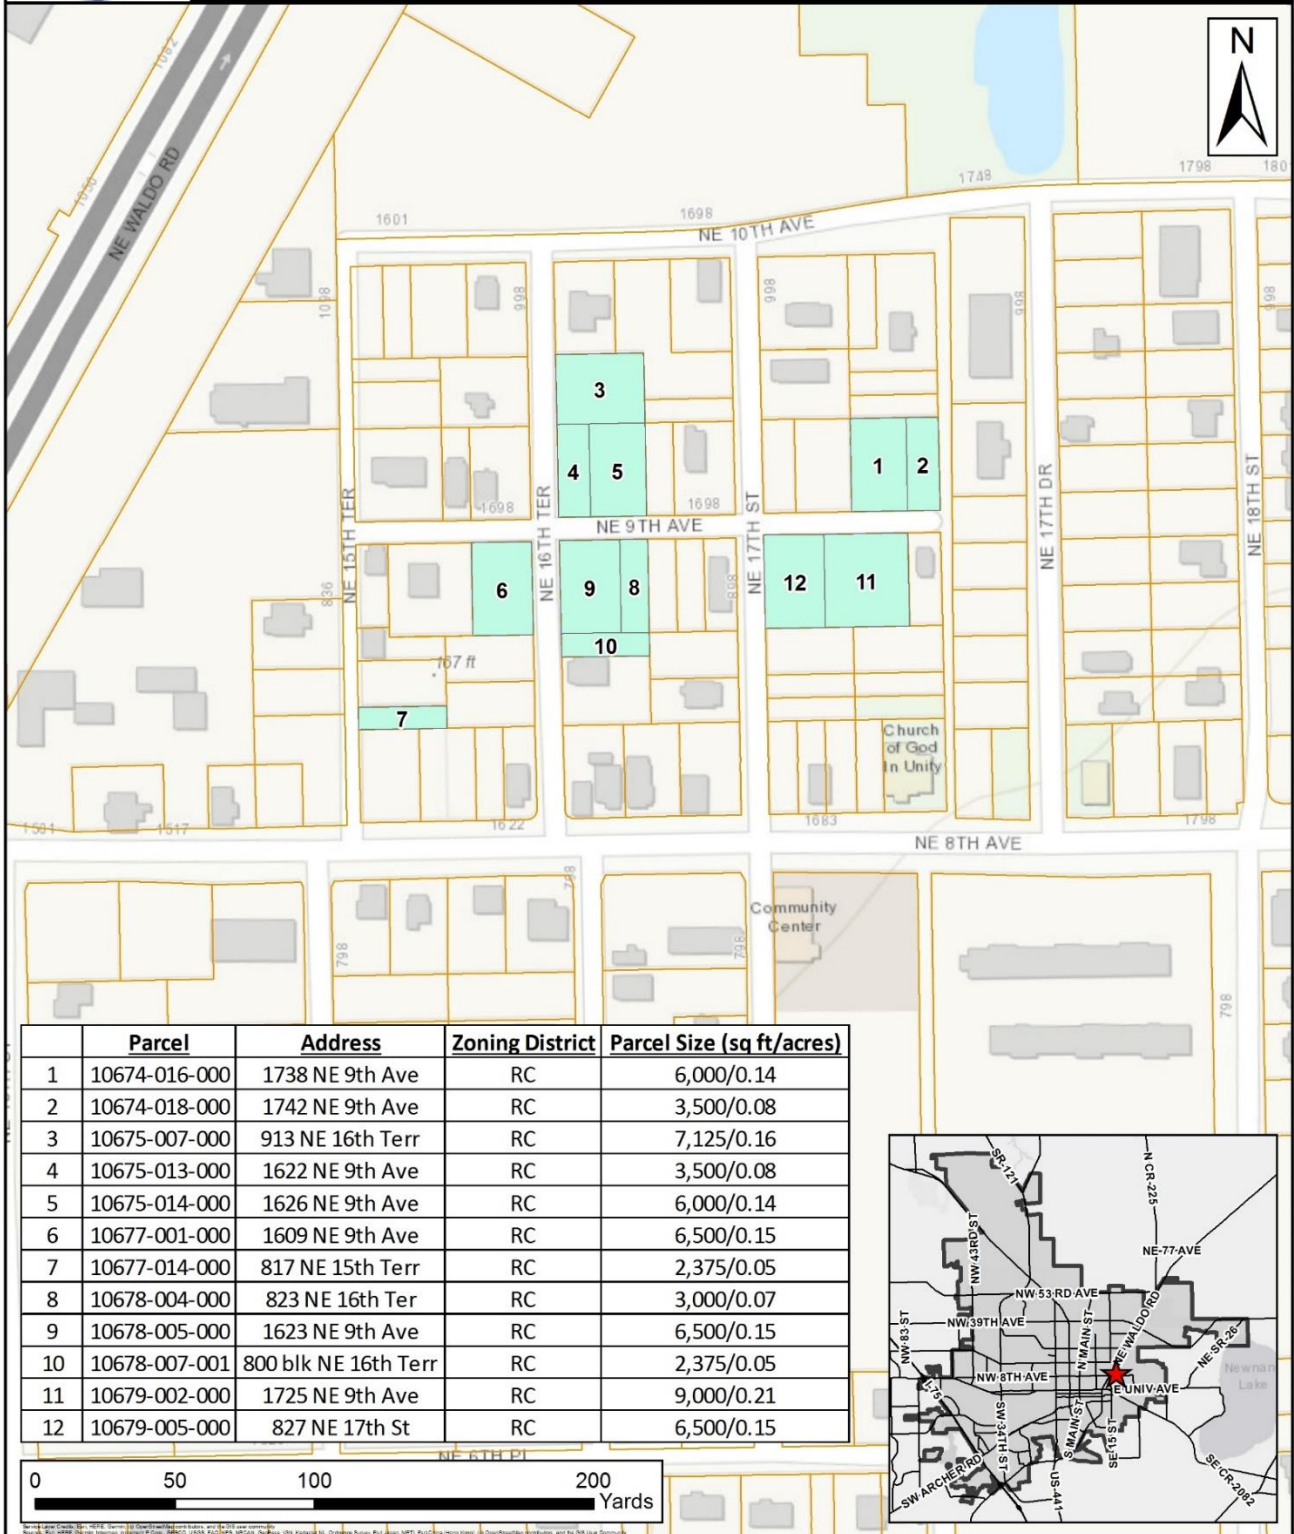 N
1082
1050
NE WALDO RD
1748
1798
180
1601
1698
NE 10TH AVE
1098
998
998
998
998
3
4
5
1
2
1698
1698
NE 9TH AVE
NE 15TH TER
NE 16TH TER
NE 17TH ST
NE 17TH DR
NE 18TH ST
836
6
9
8
898
12
11
10
167 ft
7
Church
of God
In Unity
1517
1622
1683
1798
NE 8TH AVE
798
798
798
798
Community
Center
Parcel Address Zoning District Parcel Size (sq ft/acres)
1 10674-016-000 1738 NE 9th Ave RC 6,000/0.14
2 10674-018-000 1742 NE 9th Ave RC 3,500/0.08
3 10675-007-000 913 NE 16th Terr RC 7,125/0.16
4 10675-013-000 1622 NE 9th Ave RC 3,500/0.08
5 10675-014-000 1626 NE 9th Ave RC 6,000/0.14
6 10677-001-000 1609 NE 9th Ave RC 6,500/0.15
7 10677-014-000 817 NE 15th Terr RC 2,375/0.05
8 10678-004-000 823 NE 16th Ter RC 3,000/0.07
9 10678-005-000 1623 NE 9th Ave RC 6,500/0.15
10 10678-007-001 800 blk NE 16th Terr RC 2,375/0.05
11 10679-002-000 1725 NE 9th Ave RC 9,000/0.21
12 10679-005-000 827 NE 17th St RC 6,500/0.15
NE 6TH PL
0 50 100 200
Yards
SR-121
N CR-225
NW 43RD ST
NE 77 AVE
NW 53 RD AVE
NW 83 ST
NW 39TH AVE
N MAIN ST
NE WALDO RD
NE SR-26
NW 8TH AVE
Newnan
Lake
E UNIV AVE
I-75
SW 34TH ST
S MAIN ST
SE 15 ST
SW ARCHER RD
US-441
SE CR-2082